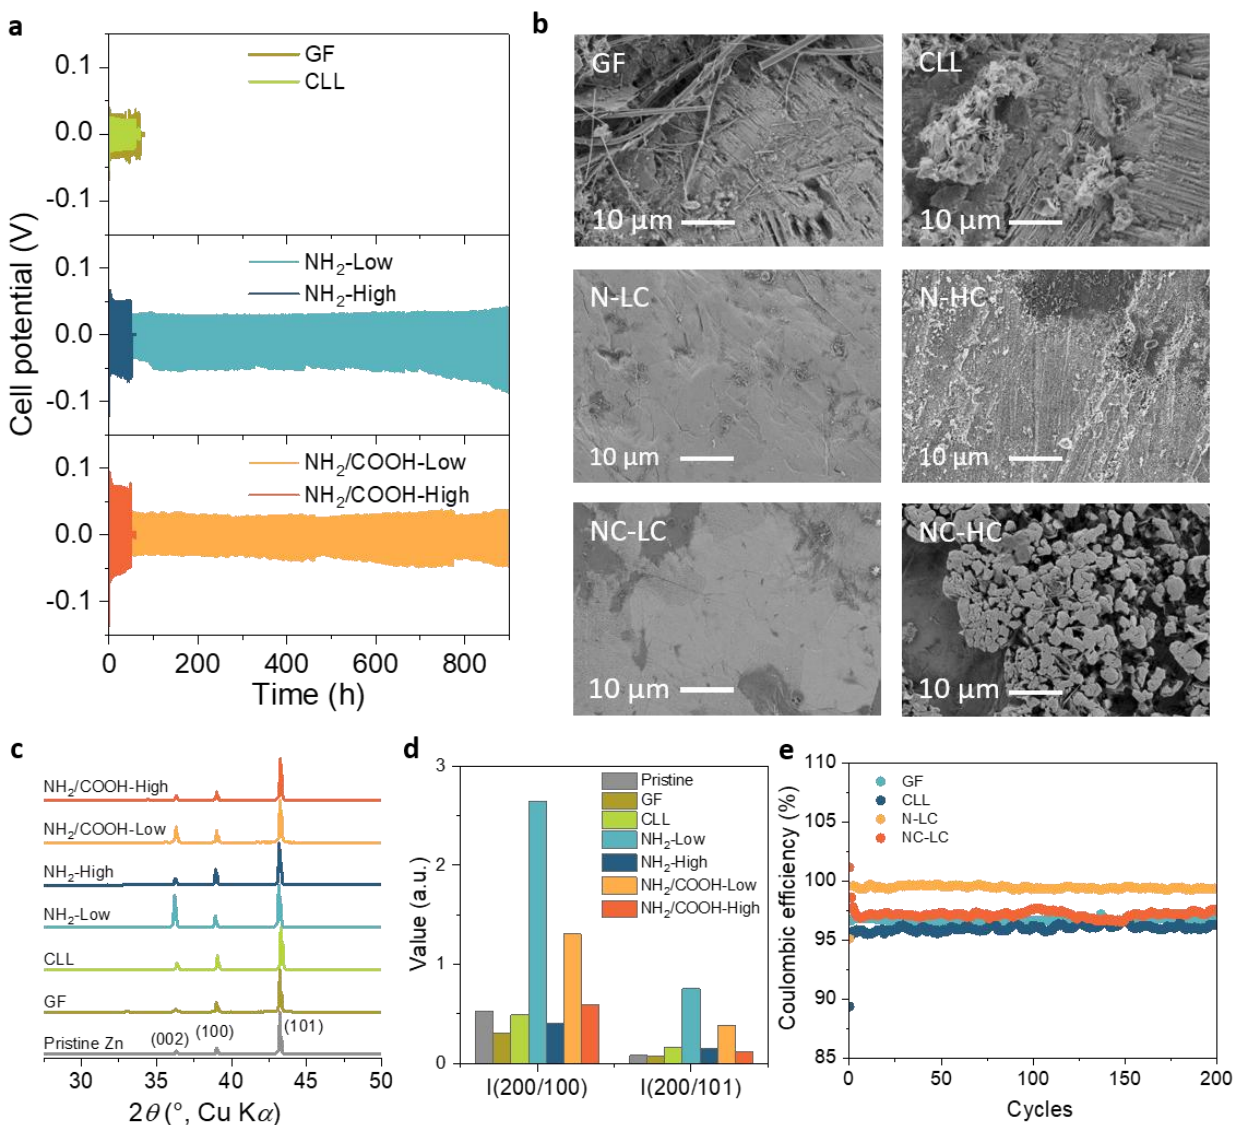 a
GF
CLL
0.1
0.0
-0.1
NH2-Low
NH2-High
0.1
0.0
-0.1
NH2/COOH-Low
NH2/COOH-High
0.1
0.0
-0.1
Cell potential (V)
0 200 400 600 800
Time (h)
b
GF
10 μm
CLL
10 μm
N-LC
10 μm
N-HC
10 μm
NC-LC
10 μm
NC-HC
10 μm
c
NH2/COOH-High
NH2/COOH-Low
NH2-High
NH2-Low
CLL
GF
Pristine Zn
(002) (100) (101)
30 35 40 45 50
2θ (°, Cu Kα)
d
3
2
1
0
Value (a.u.)
Pristine
GF
CLL
NH2-Low
NH2-High
NH2/COOH-Low
NH2/COOH-High
I(200/100) I(200/101)
e
110
105
100
95
90
85
Coulombic efficiency (%)
GF
CLL
N-LC
NC-LC
0 50 100 150 200
Cycles